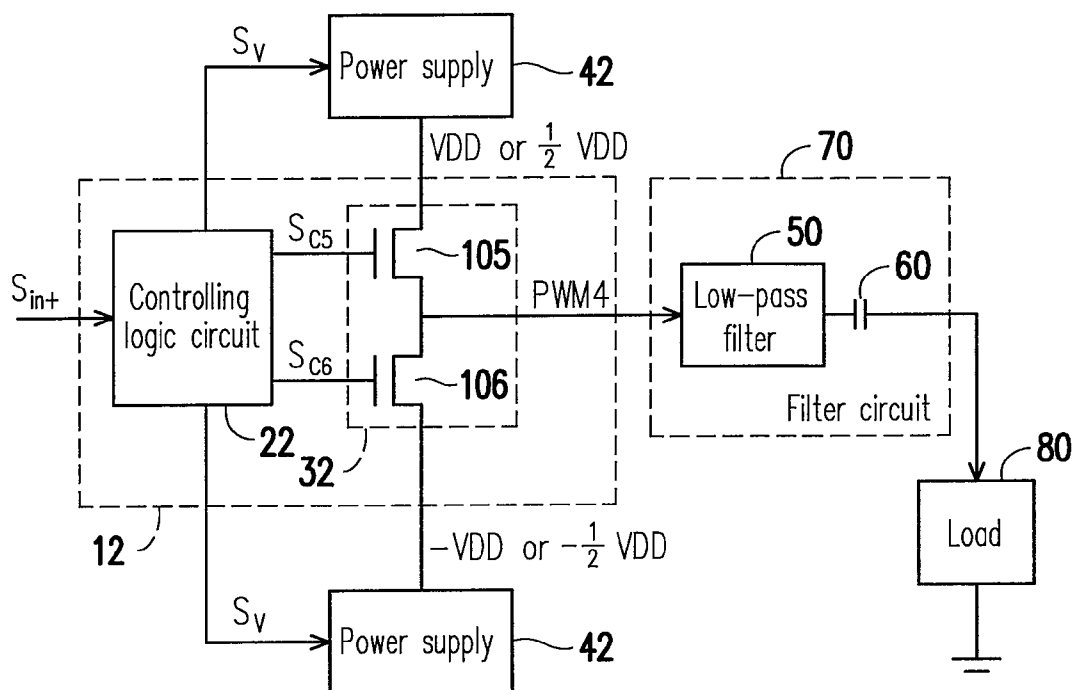 S_V
Power supply
42
VDD or 1/2 VDD
70
S_C5
105
50
60
S_in+
Controlling
logic circuit
PWM4
Low-pass
filter
S_C6
106
Filter circuit
22
32
80
12
-VDD or -1/2 VDD
Load
S_V
Power supply
42